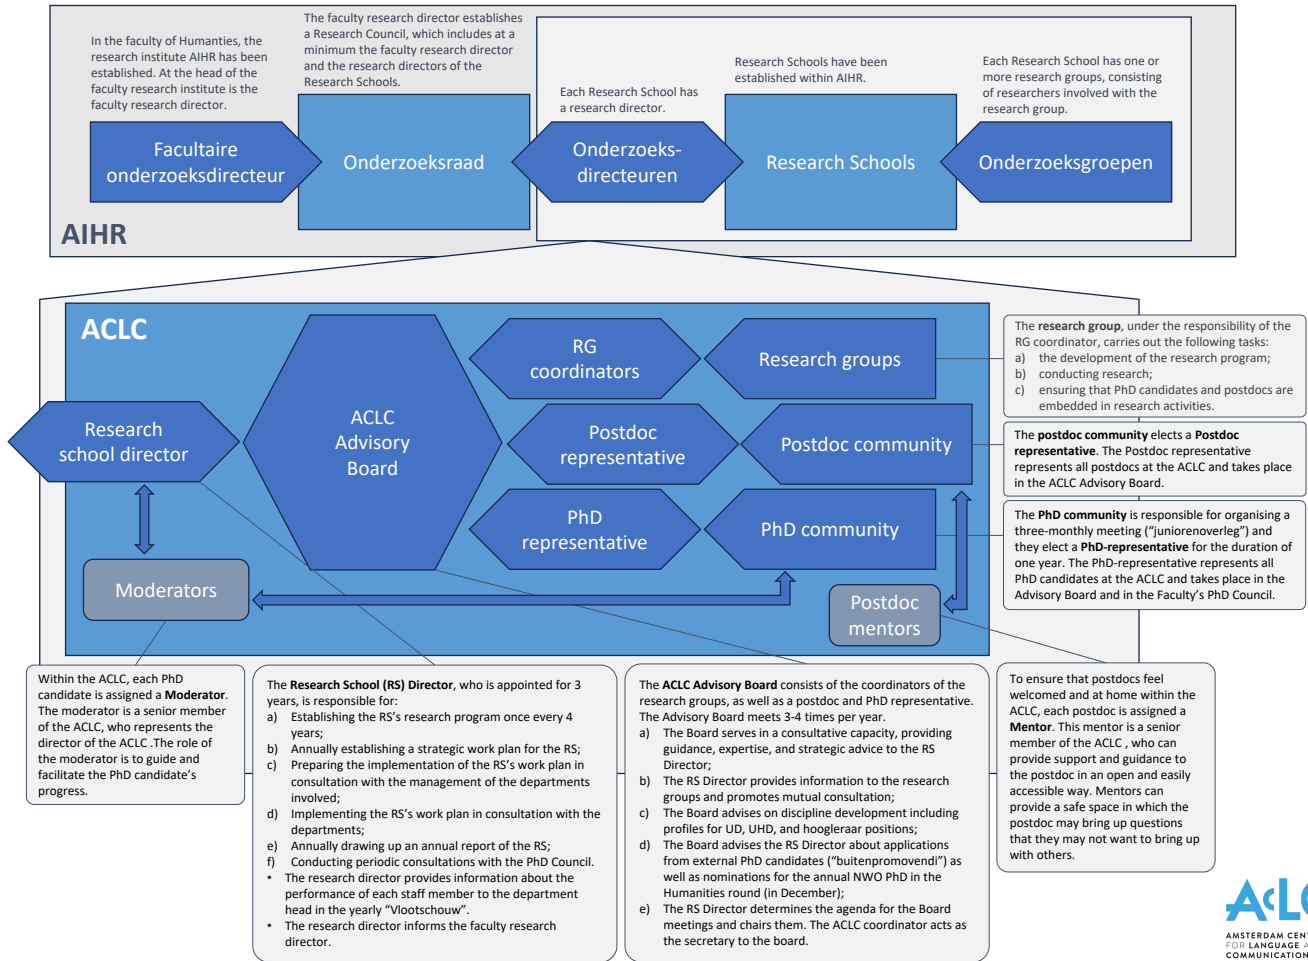 In the faculty of Humanties, the
research institute AIHR has been
established. At the head of the
faculty research institute is the
faculty research director.
The faculty research director establishes
a Research Council, which includes at a
minimum the faculty research director
and the research directors of the
Research Schools.
Each Research School has
a research director.
Research Schools have been
established within AIHR.
Each Research School has one or
more research groups, consisting
of researchers involved with the
research group.
Facultaire
onderzoeksdirecteur
Onderzoeksraad
Onderzoeks-
directeuren
Research Schools
Onderzoeksgroepen
AIHR
ACLC
Research
school director
ACLC
Advisory
Board
RG
coordinators
Research groups
Postdoc
representative
Postdoc community
PhD
representative
PhD community
Moderators
Postdoc
mentors
The research group, under the responsibility of the
RG coordinator, carries out the following tasks:
a) the development of the research program;
b) conducting research;
c) ensuring that PhD candidates and postdocs are
embedded in research activities.
The postdoc community elects a Postdoc
representative. The Postdoc representative
represents all postdocs at the ACLC and takes place
in the ACLC Advisory Board.
The PhD community is responsible for organising a
three-monthly meeting ("juniorenoverleg") and
they elect a PhD-representative for the duration of
one year. The PhD-representative represents all
PhD candidates at the ACLC and takes place in the
Advisory Board and in the Faculty's PhD Council.
Within the ACLC, each PhD
candidate is assigned a Moderator.
The moderator is a senior member
of the ACLC, who represents the
director of the ACLC .The role of
the moderator is to guide and
facilitate the PhD candidate's
progress.
The Research School (RS) Director, who is appointed for 3
years, is responsible for:
a) Establishing the RS's research program once every 4
years;
b) Annually establishing a strategic work plan for the RS;
c) Preparing the implementation of the RS's work plan in
consultation with the management of the departments
involved;
d) Implementing the RS's work plan in consultation with the
departments;
e) Annually drawing up an annual report of the RS;
f) Conducting periodic consultations with the PhD Council.
• The research director provides information about the
performance of each staff member to the department
head in the yearly "Vlootschouw".
• The research director informs the faculty research
director.
The ACLC Advisory Board consists of the coordinators of the
research groups, as well as a postdoc and PhD representative.
The Advisory Board meets 3-4 times per year.
a) The Board serves in a consultative capacity, providing
guidance, expertise, and strategic advice to the RS
Director;
b) The RS Director provides information to the research
groups and promotes mutual consultation;
c) The Board advises on discipline development including
profiles for UD, UHD, and hoogleraar positions;
d) The Board advises the RS Director about applications
from external PhD candidates ("buitenpromovendi") as
well as nominations for the annual NWO PhD in the
Humanities round (in December);
e) The RS Director determines the agenda for the Board
meetings and chairs them. The ACLC coordinator acts as
the secretary to the board.
To ensure that postdocs feel
welcomed and at home within the
ACLC, each postdoc is assigned a
Mentor. This mentor is a senior
member of the ACLC , who can
provide support and guidance to
the postdoc in an open and easily
accessible way. Mentors can
provide a safe space in which the
postdoc may bring up questions
that they may not want to bring up
with others.
ACLC
AMSTERDAM CENT
FOR LANGUAGE A
COMMUNICATION